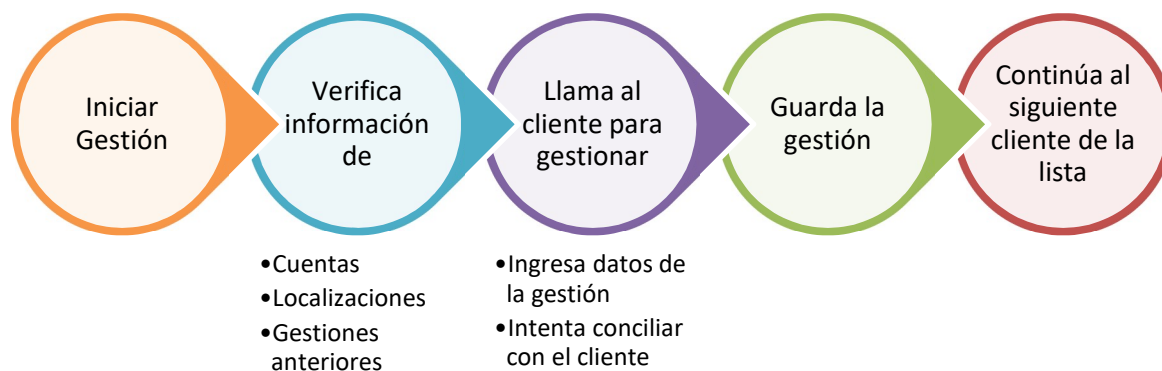 Iniciar
Gestión
Verifica
información
de
Llama al
cliente para
gestionar
Guarda la
gestión
Continúa al
siguiente
cliente de la
lista
•Cuentas
•Localizaciones
•Gestiones
anteriores
•Ingresa datos de
la gestión
•Intenta conciliar
con el cliente